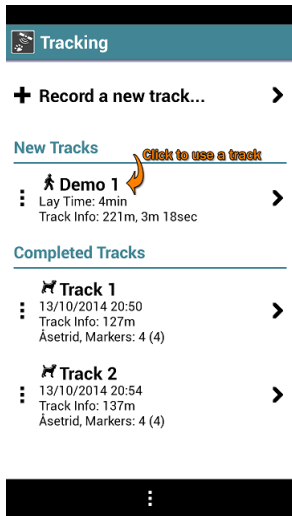 Tracking
Record a new track...
New Tracks
Click to use a track
Demo 1
Lay Time: 4min
Track Info: 221m, 3m 18sec
Completed Tracks
Track 1
13/10/2014 20:50
Track Info: 127m
Åsetrid, Markers: 4 (4)
Track 2
13/10/2014 20:54
Track Info: 137m
Åsetrid, Markers: 4 (4)